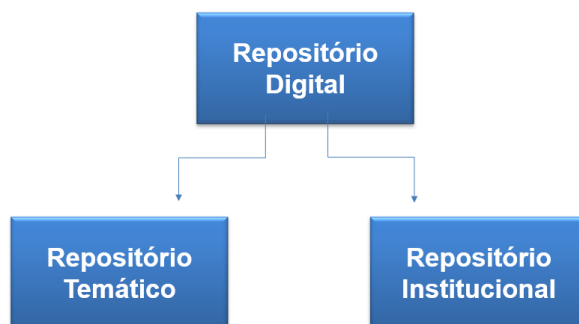 Repositório
Digital
Repositório
Temático
Repositório
Institucional